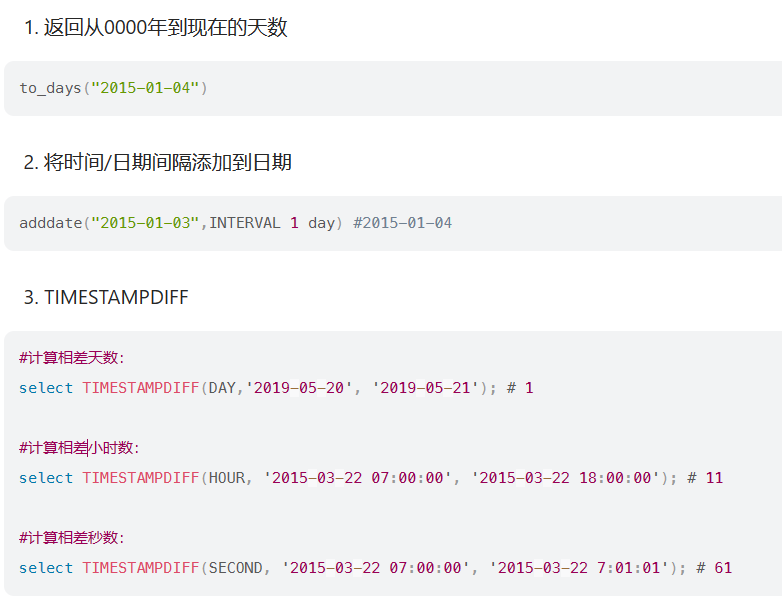 1. 返回从0000年到现在的天数
to_days("2015-01-04")
2. 将时间/日期间隔添加到日期
adddate("2015-01-03",INTERVAL 1 day) #2015-01-04
3. TIMESTAMPDIFF
#计算相差天数：
select TIMESTAMPDIFF(DAY,'2019-05-20', '2019-05-21'); # 1
#计算相差小时数：
select TIMESTAMPDIFF(HOUR, '2015-03-22 07:00:00', '2015-03-22 18:00:00'); # 11
#计算相差秒数：
select TIMESTAMPDIFF(SECOND, '2015-03-22 07:00:00', '2015-03-22 7:01:01'); # 61